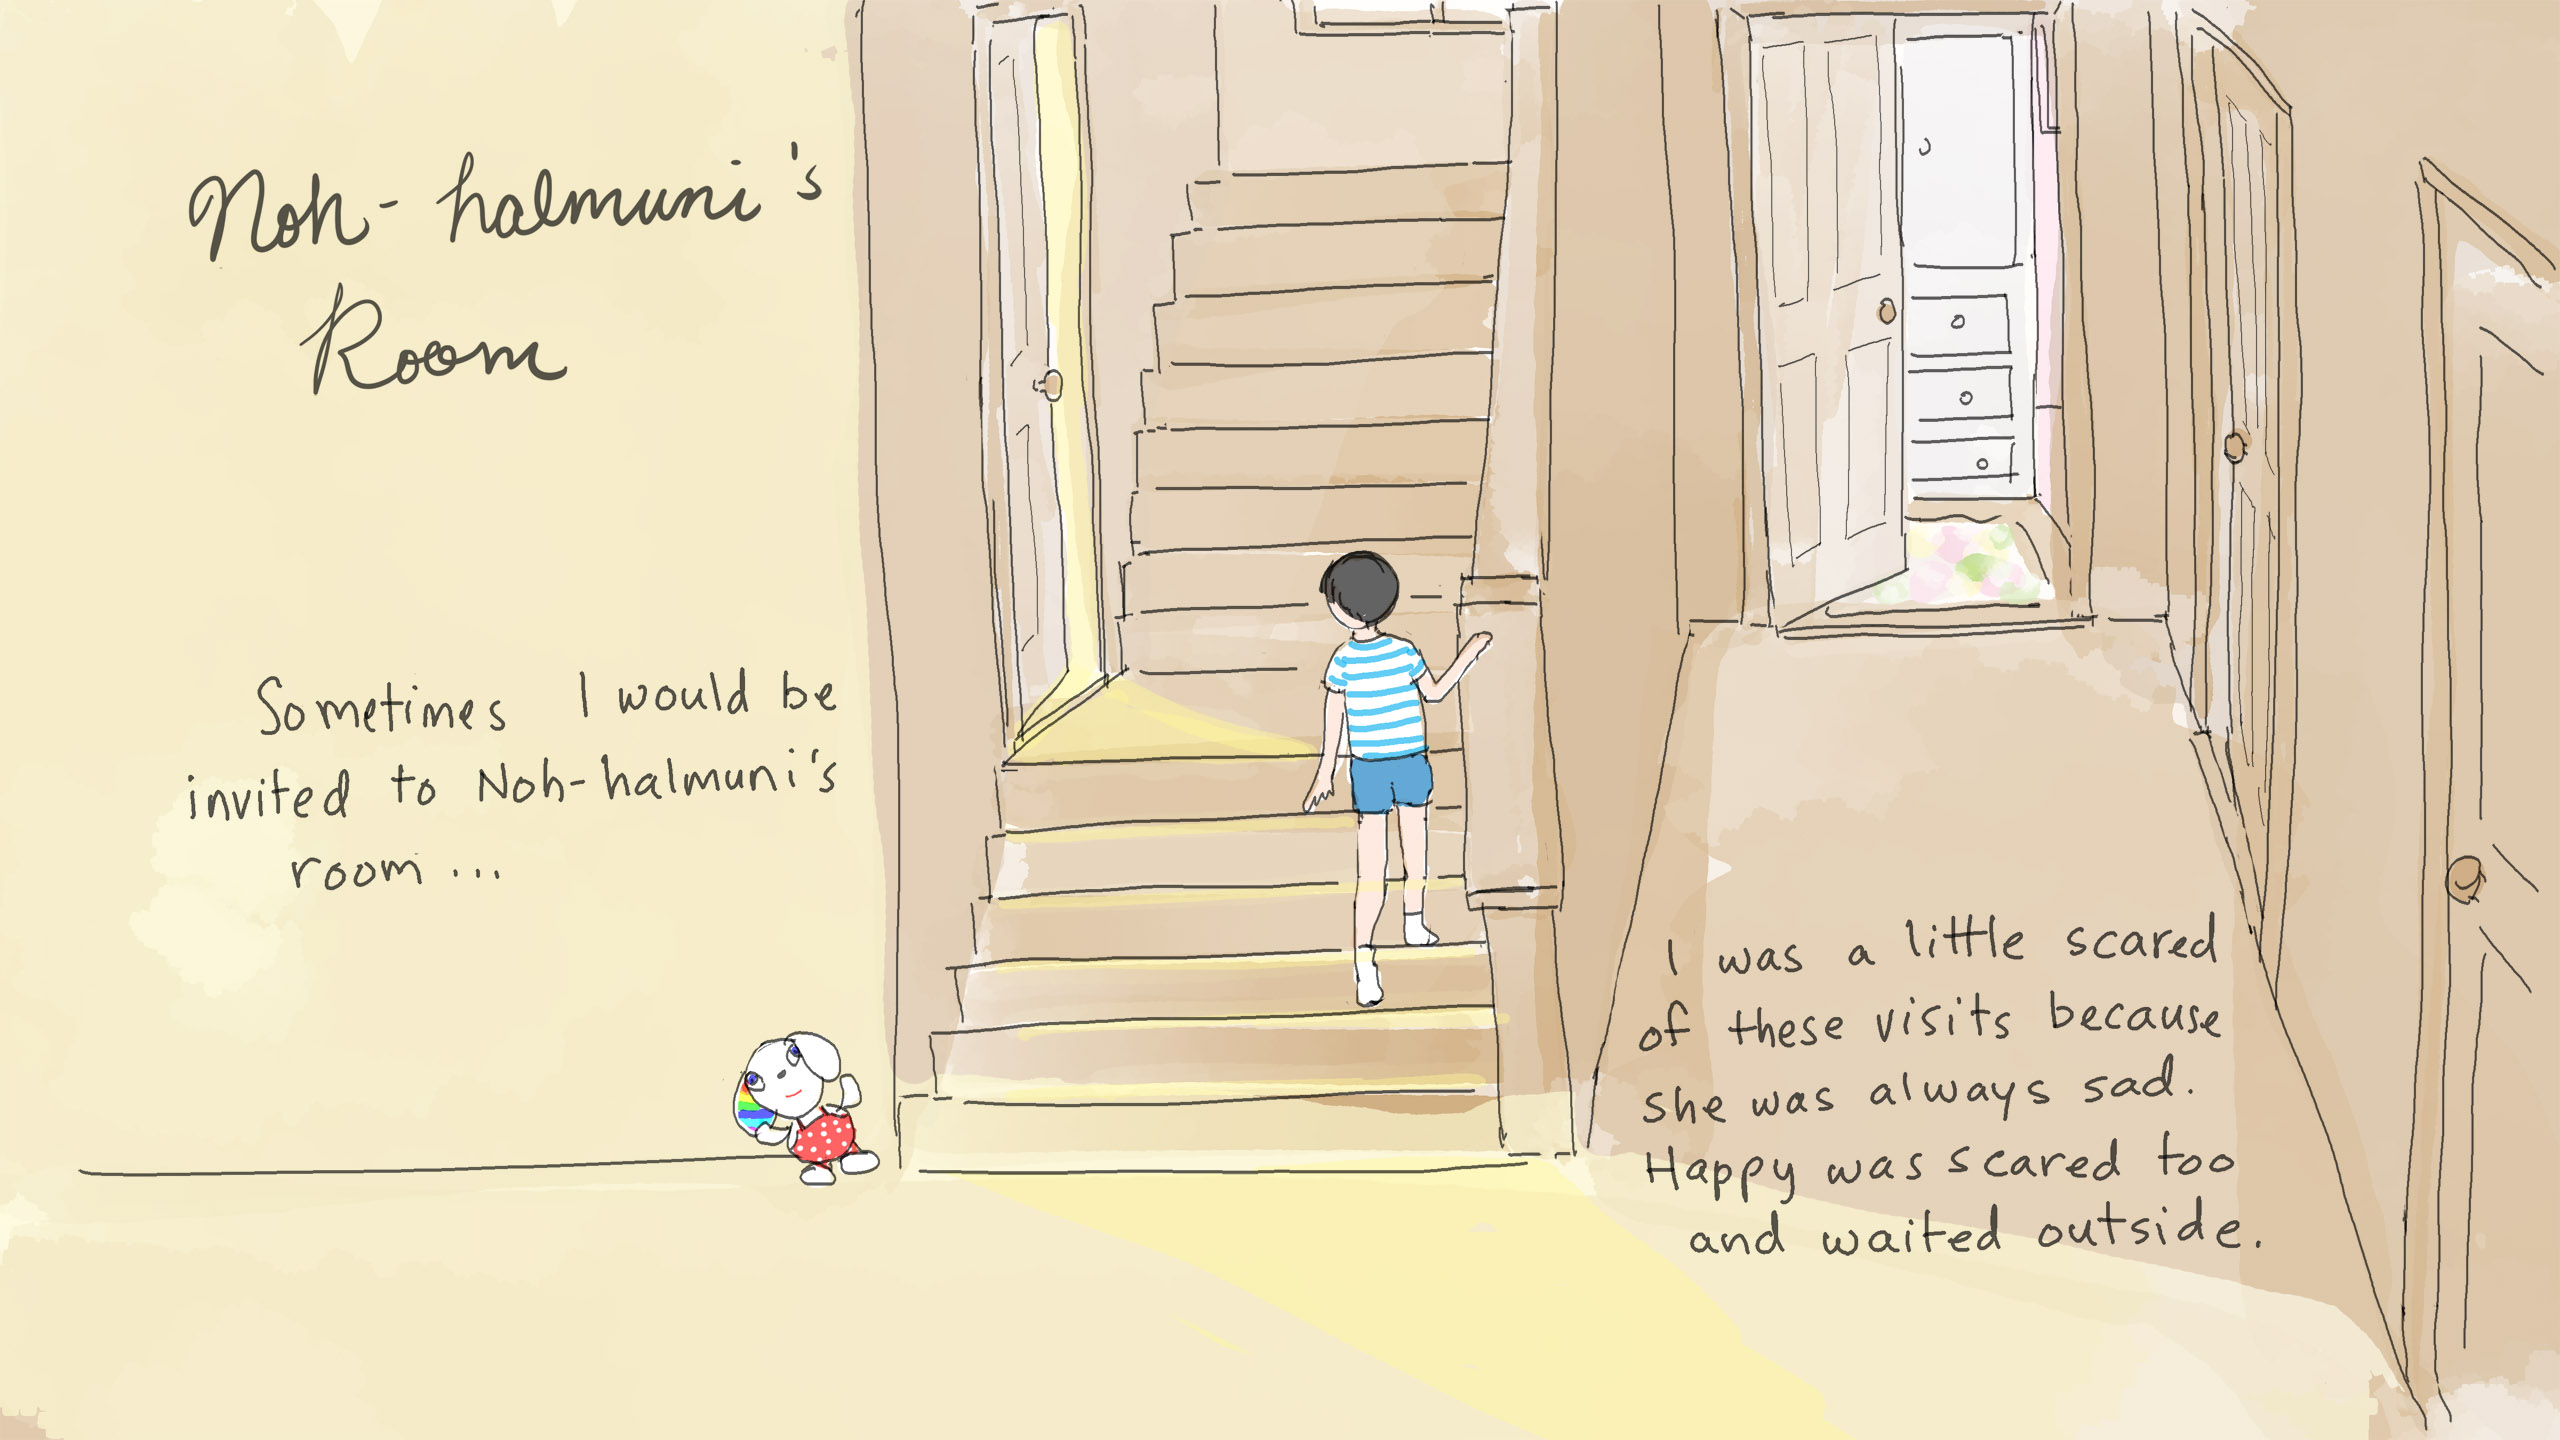 Noh-halmuni's
Room
Sometimes I would be
invited to Noh-halmuni's
room...
I was a little scared
of these visits because
she was always sad.
Happy was scared too
and waited outside.